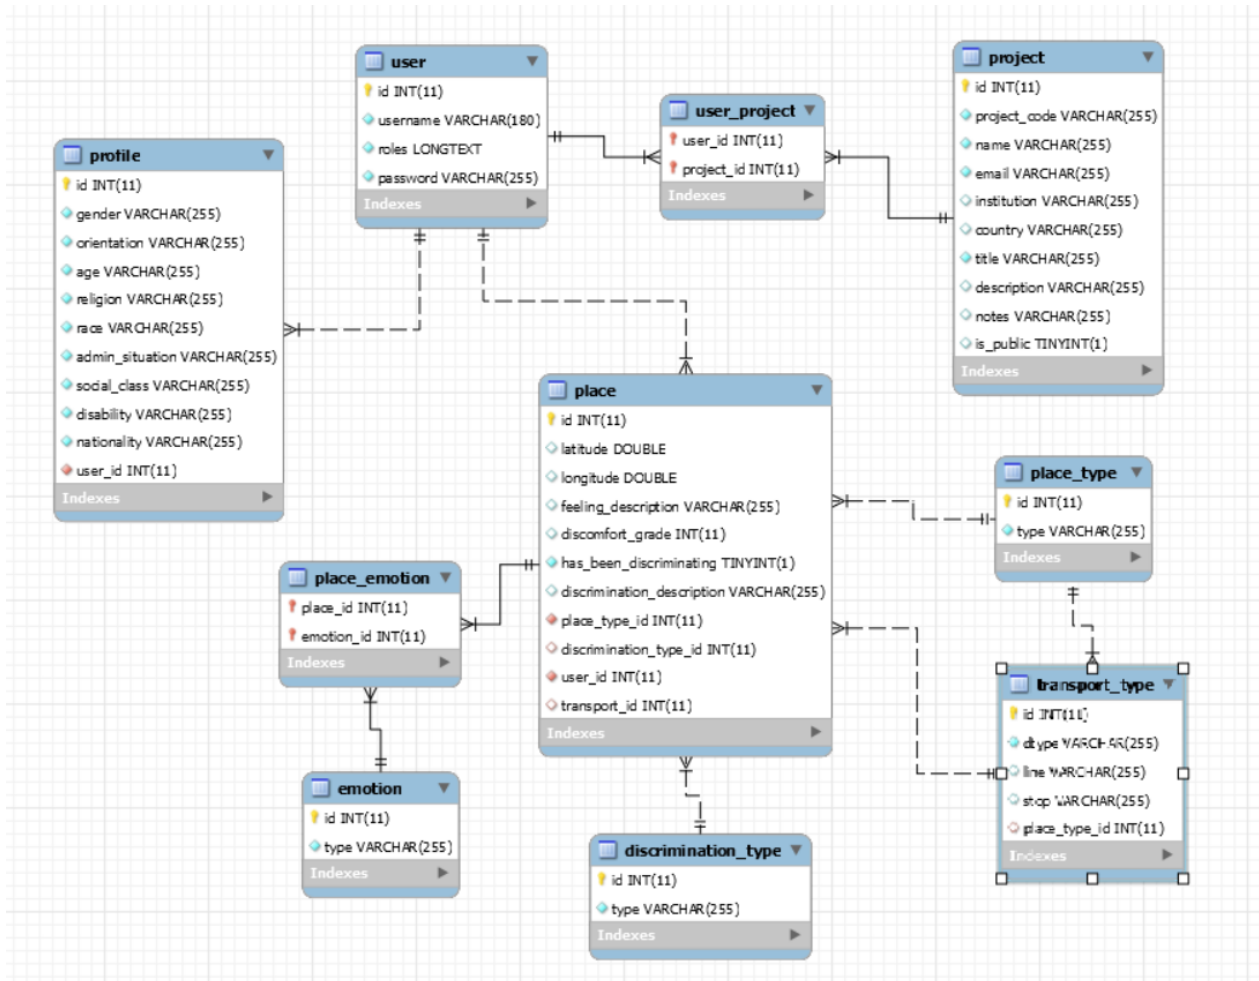 user
id INT(11)
username VARCHAR(180)
roles LONGTEXT
password VARCHAR(255)
Indexes
project
id INT(11)
project_code VARCHAR(255)
name VARCHAR(255)
email VARCHAR(255)
institution VARCHAR(255)
country VARCHAR(255)
title VARCHAR(255)
description VARCHAR(255)
notes VARCHAR(255)
is_public TINYINT(1)
Indexes
user_project
user_id INT(11)
project_id INT(11)
Indexes
profile
id INT(11)
gender VARCHAR(255)
orientation VARCHAR(255)
age VARCHAR(255)
religion VARCHAR(255)
race VARCHAR(255)
admin_situation VARCHAR(255)
social_class VARCHAR(255)
disability VARCHAR(255)
nationality VARCHAR(255)
user_id INT(11)
Indexes
place
id INT(11)
latitude DOUBLE
longitude DOUBLE
feeling_description VARCHAR(255)
discomfort_grade INT(11)
has_been_discriminating TINYINT(1)
discrimination_description VARCHAR(255)
place_type_id INT(11)
discrimination_type_id INT(11)
user_id INT(11)
transport_id INT(11)
Indexes
place_type
id INT(11)
type VARCHAR(255)
Indexes
place_emotion
place_id INT(11)
emotion_id INT(11)
Indexes
transport_type
id INT(11)
dtype VARCHAR(255)
line VARCHAR(255)
stop VARCHAR(255)
place_type_id INT(11)
Indexes
emotion
id INT(11)
type VARCHAR(255)
Indexes
discrimination_type
id INT(11)
type VARCHAR(255)
Indexes